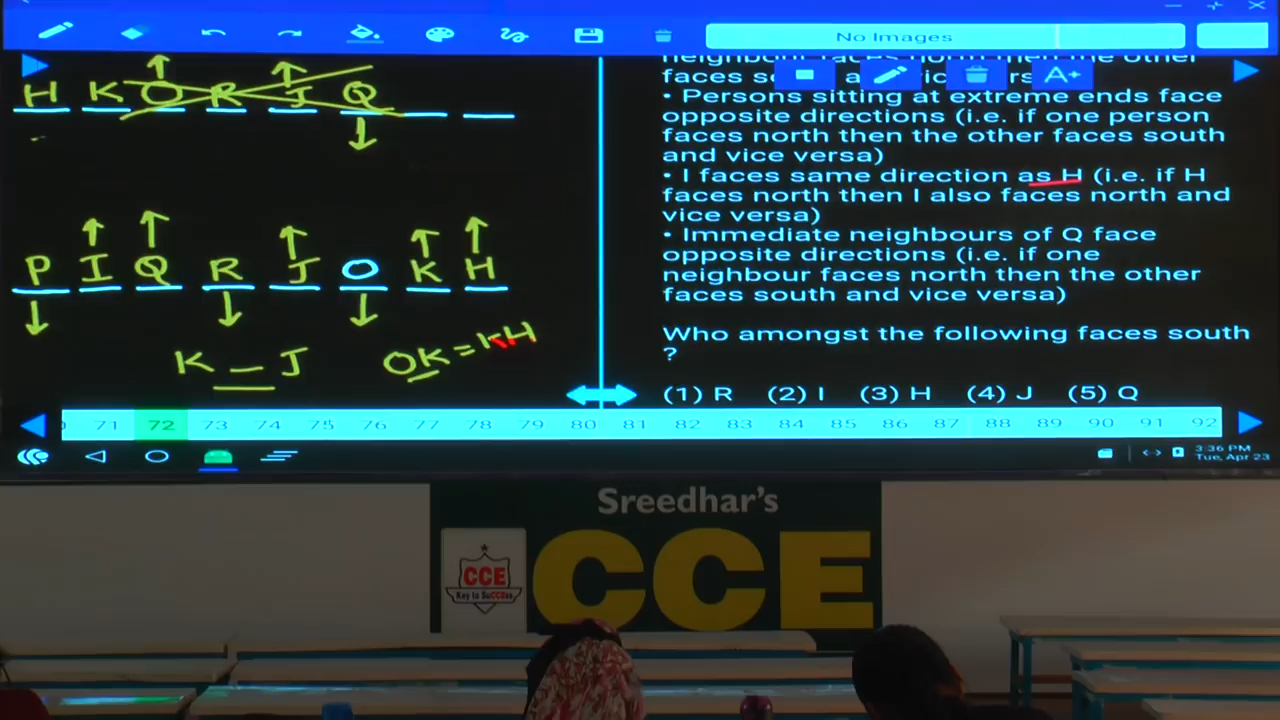 No Images
H K O R J Q
P I Q R J O K H
K _ J OK = KH
faces
A+
• Persons sitting at extreme ends face
opposite directions (i.e. if one person
faces north then the other faces south
and vice versa)
• I faces same direction as H (i.e. if H
faces north then I also faces north and
vice versa)
• Immediate neighbours of Q face
opposite directions (i.e. if one
neighbour faces north then the other
faces south and vice versa)
Who amongst the following faces south
?
(1) R (2) I (3) H (4) J (5) Q
71 72 73 74 75 76 77 78 79 80 81 82 83 84 85 86 87 88 89 90 91 92
3:36 PM
Tue, Apr 23
Sreedhar's
CCE
CCE
Key to SuCCEss